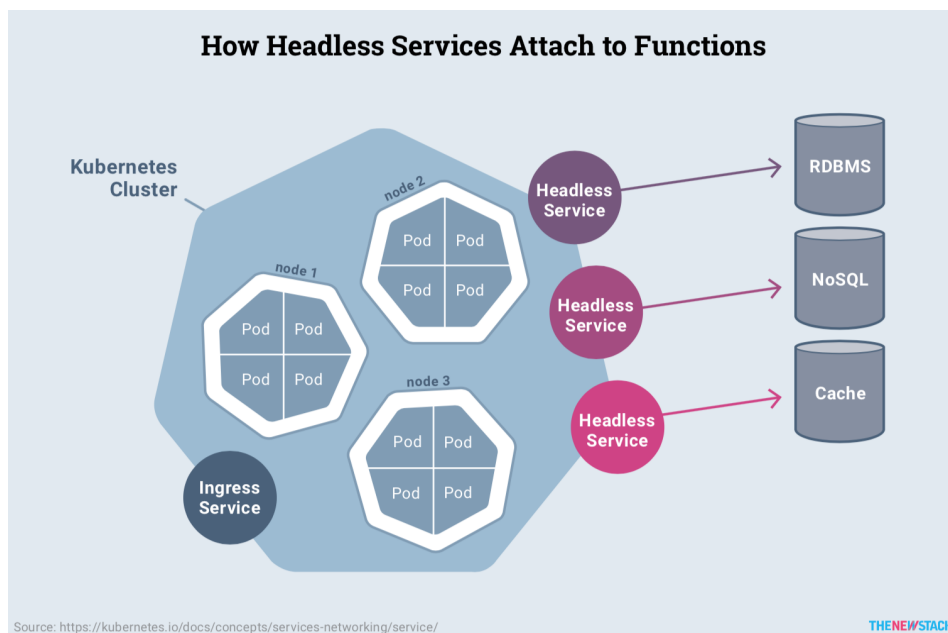 How Headless Services Attach to Functions
Kubernetes
Cluster
node 1
Pod Pod
Pod Pod
node 2
Pod Pod
Pod Pod
node 3
Pod Pod
Pod Pod
Ingress
Service
Headless
Service
RDBMS
Headless
Service
NoSQL
Headless
Service
Cache
Source: https://kubernetes.io/docs/concepts/services-networking/service/